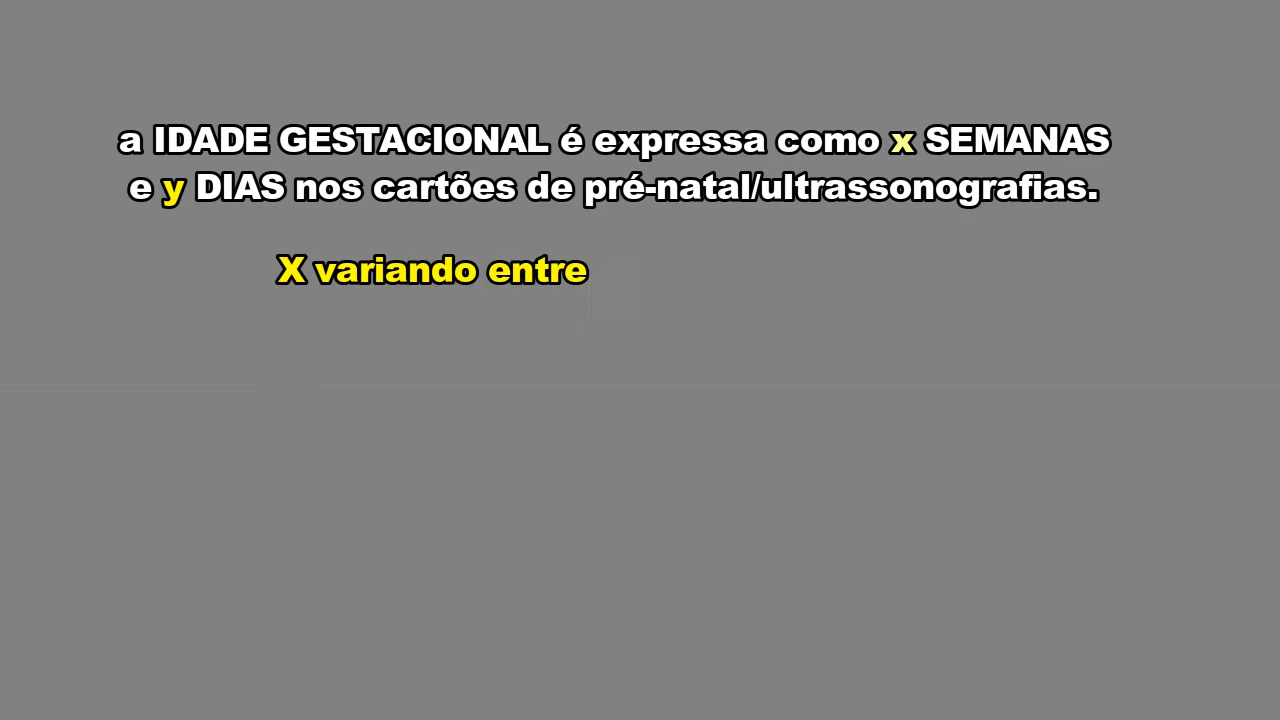 a IDADE GESTACIONAL é expressa como x SEMANAS
e y DIAS nos cartões de pré-natal/ultrassonografias.
X variando entre